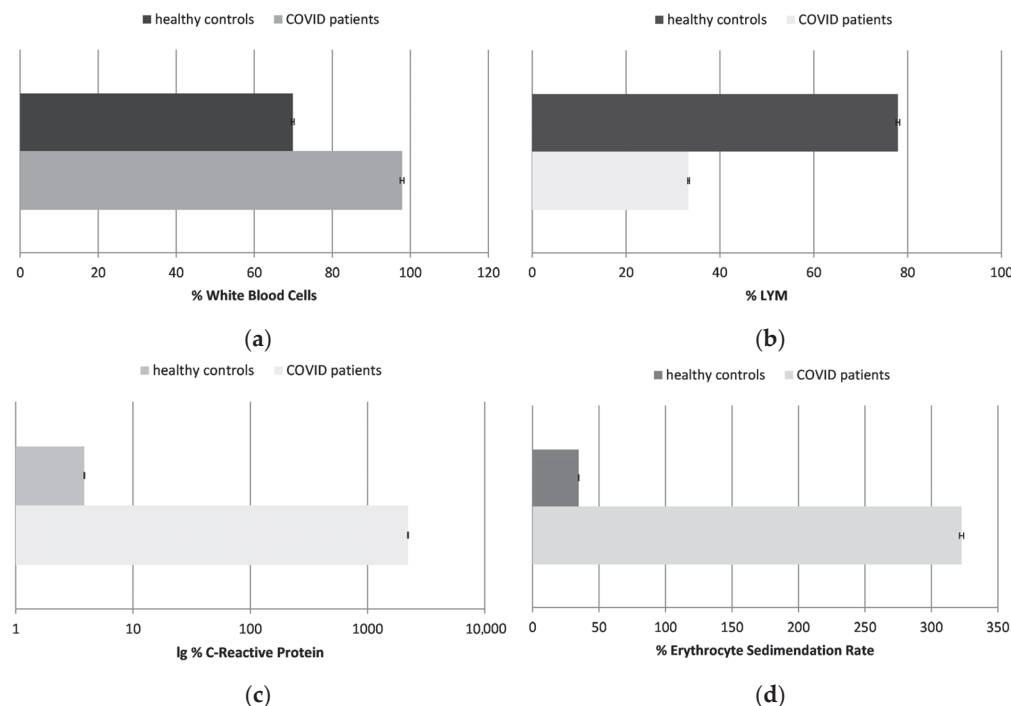 healthy controls COVID patients
0 20 40 60 80 100 120
% White Blood Cells
(a)
healthy controls COVID patients
0 20 40 60 80 100
% LYM
(b)
healthy controls COVID patients
1 10 100 1000 10,000
lg % C-Reactive Protein
(c)
healthy controls COVID patients
0 50 100 150 200 250 300 350
% Erythrocyte Sedimendation Rate
(d)